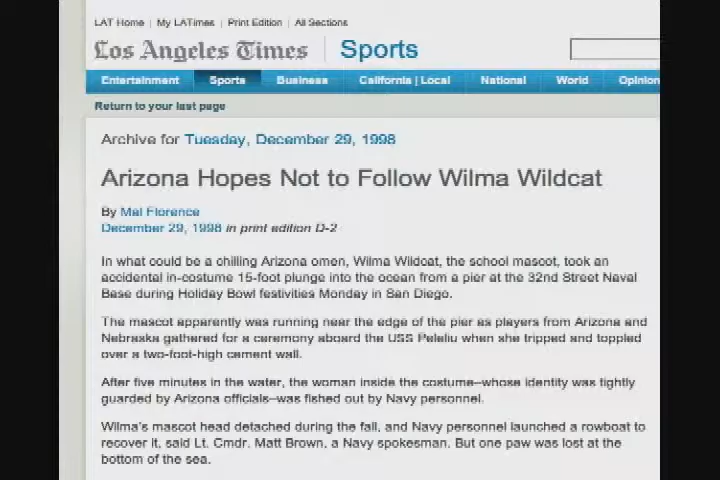 LAT Home | My LATimes | Print Edition | All Sections
Los Angeles Times Sports
Entertainment Sports Business California | Local National World Opinion
Return to your last page
Archive for Tuesday, December 29, 1998
Arizona Hopes Not to Follow Wilma Wildcat
By Mal Florence
December 29, 1998 in print edition D-2
In what could be a chilling Arizona omen, Wilma Wildcat, the school mascot, took an
accidental in-costume 15-foot plunge into the ocean from a pier at the 32nd Street Naval
Base during Holiday Bowl festivities Monday in San Diego.
The mascot apparently was running near the edge of the pier as players from Arizona and
Nebraska gathered for a ceremony aboard the USS Peleliu when she tripped and toppled
over a two-foot-high cement wall.
After five minutes in the water, the woman inside the costume–whose identity was tightly
guarded by Arizona officials–was fished out by Navy personnel.
Wilma's mascot head detached during the fall, and Navy personnel launched a rowboat to
recover it, said Lt. Cmdr. Matt Brown, a Navy spokesman. But one paw was lost at the
bottom of the sea.